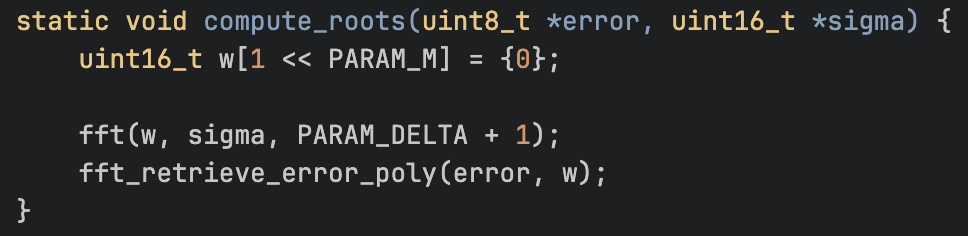 static void compute_roots(uint8_t *error, uint16_t *sigma) {
    uint16_t w[1 << PARAM_M] = {0};

    fft(w, sigma, PARAM_DELTA + 1);
    fft_retrieve_error_poly(error, w);
}